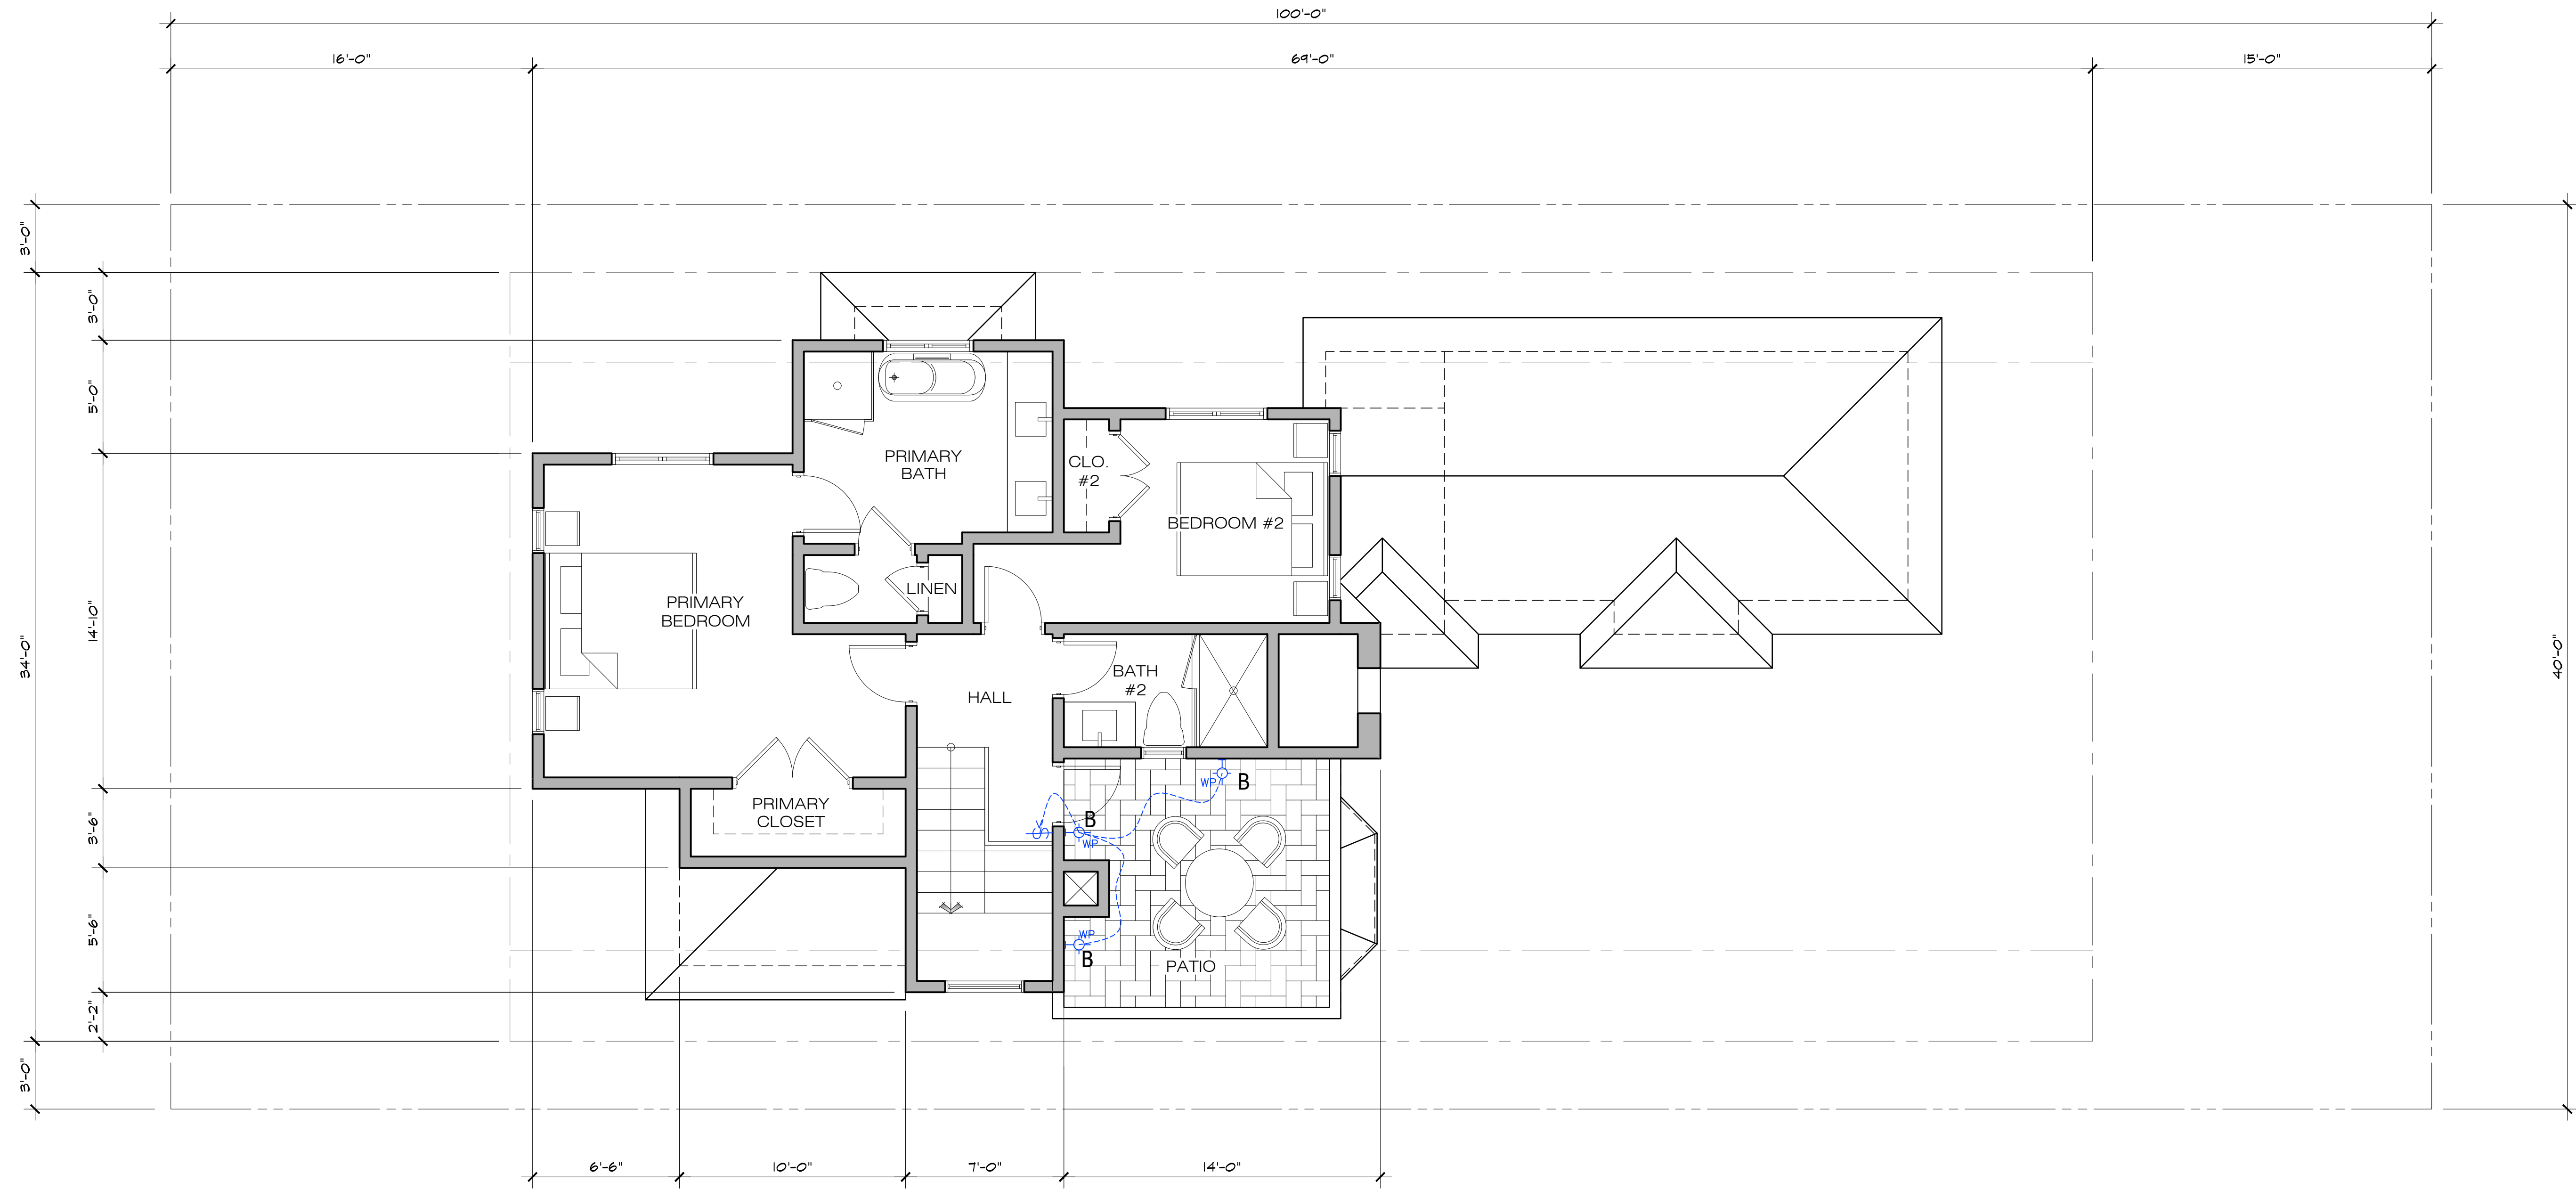 100'-0"
16'-0"
69'-0"
15'-0"
3'-0"
34'-0"
3'-0"
3'-0"
5'-0"
14'-10"
3'-6"
5'-6"
2'-2"
40'-0"
PRIMARY
BATH
CLO.
#2
BEDROOM #2
LINEN
PRIMARY
BEDROOM
BATH
#2
HALL
PRIMARY
CLOSET
WP
B
S
B
WP
WP
B
PATIO
6'-6"
10'-0"
7'-0"
14'-0"